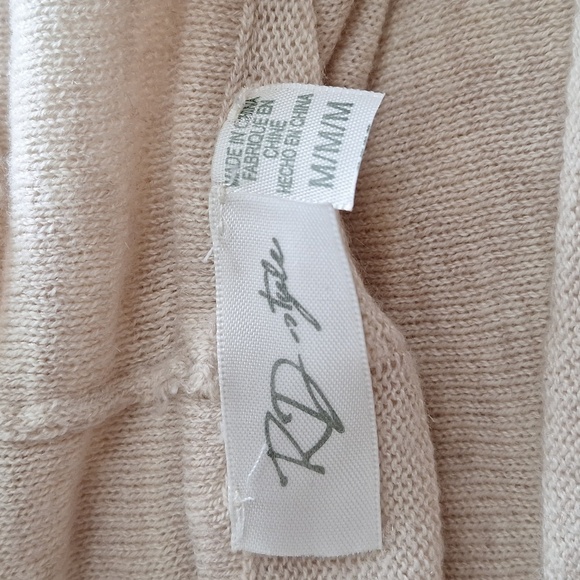 MADE IN CHINA
FABRIQUE EN
CHINE
HECHO EN CHINA
M/M/M
RD style